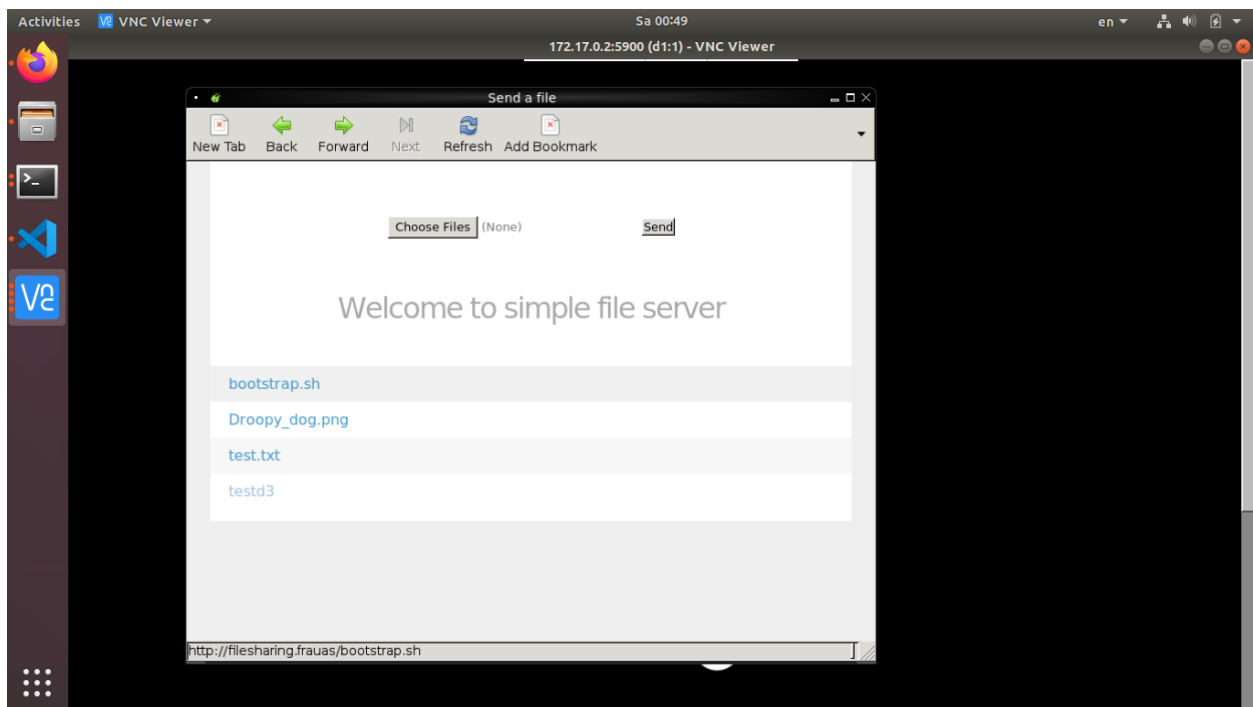 Activities VNC Viewer Sa 00:49 en
172.17.0.2:5900 (d1:1) - VNC Viewer
Send a file
New Tab Back Forward Next Refresh Add Bookmark
Choose Files (None) Send
Welcome to simple file server
bootstrap.sh
Droopy_dog.png
test.txt
testd3
http://filesharing.frauas/bootstrap.sh